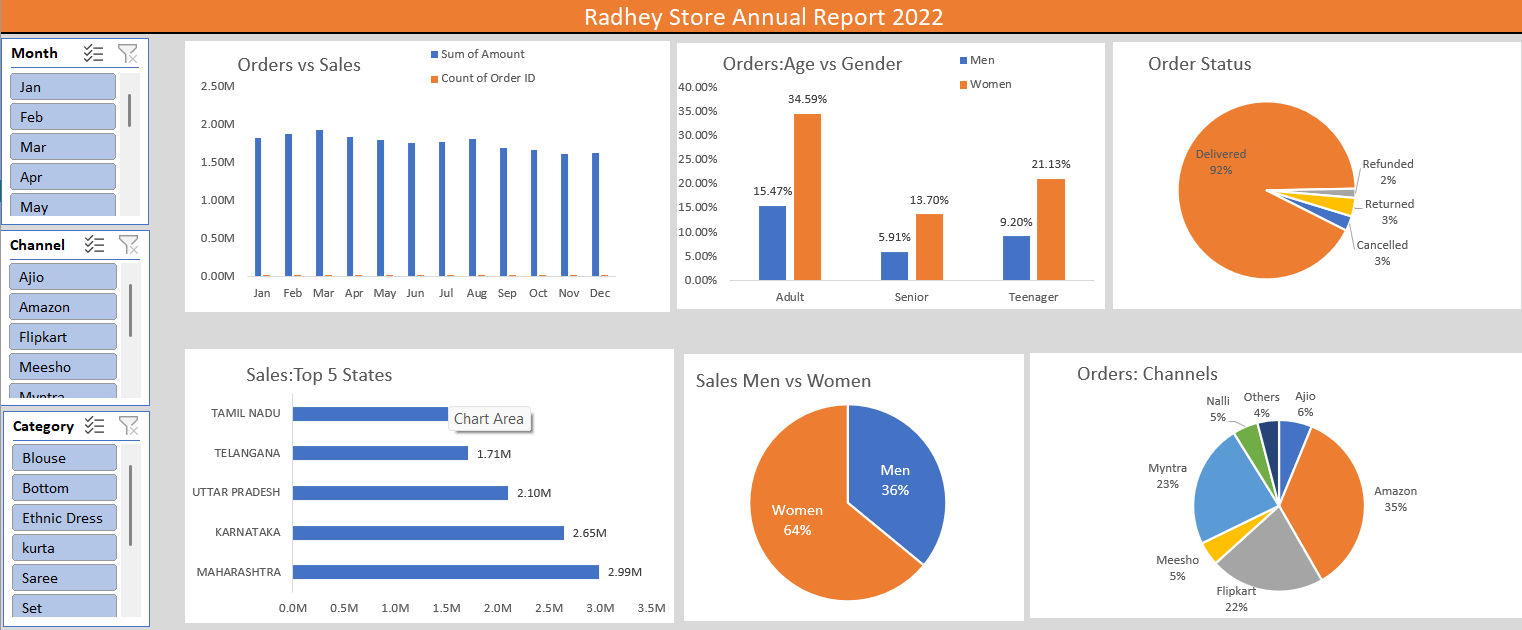 Radhey Store Annual Report 2022
Month
Jan
Feb
Mar
Apr
May
Channel
Ajio
Amazon
Flipkart
Meesho
Myntra
Category
Blouse
Bottom
Ethnic Dress
kurta
Saree
Set
Orders vs Sales
Sum of Amount
Count of Order ID
2.50M
2.00M
1.50M
1.00M
0.50M
0.00M
Jan Feb Mar Apr May Jun Jul Aug Sep Oct Nov Dec
Orders:Age vs Gender
Men
Women
40.00%
35.00%
30.00%
25.00%
20.00%
15.00%
10.00%
5.00%
0.00%
34.59%
15.47%
13.70%
5.91%
21.13%
9.20%
Adult Senior Teenager
Order Status
Delivered
92%
Refunded
2%
Returned
3%
Cancelled
3%
Sales:Top 5 States
TAMIL NADU
Chart Area
TELANGANA 1.71M
UTTAR PRADESH 2.10M
KARNATAKA 2.65M
MAHARASHTRA 2.99M
0.0M 0.5M 1.0M 1.5M 2.0M 2.5M 3.0M 3.5M
Sales Men vs Women
Men
36%
Women
64%
Orders: Channels
Nalli
5%
Others
4%
Ajio
6%
Myntra
23%
Amazon
35%
Meesho
5%
Flipkart
22%